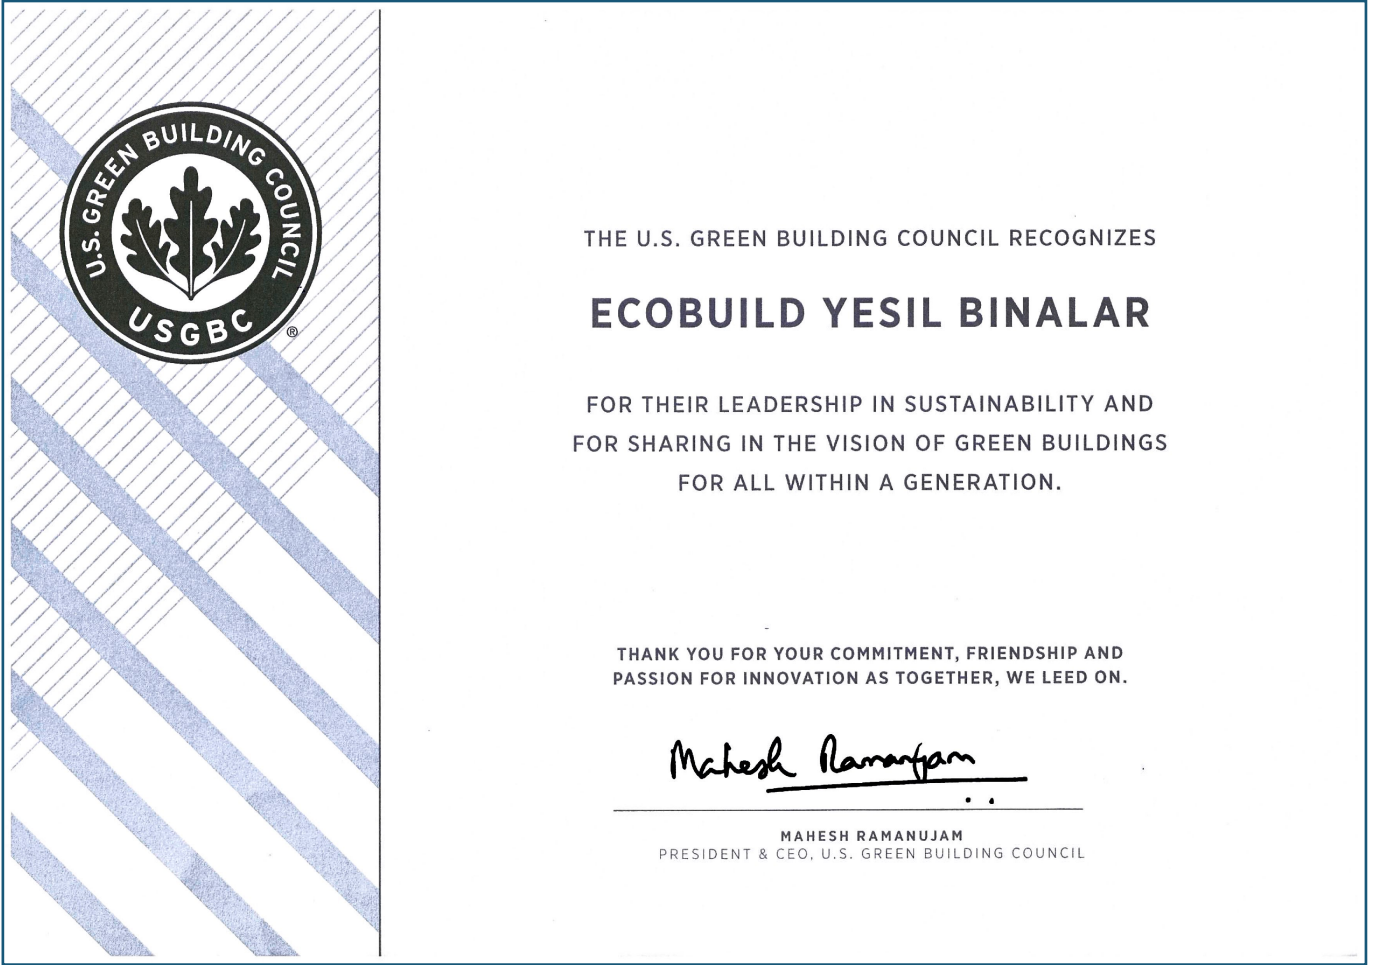 U.S. GREEN BUILDING COUNCIL
USGBC
®
THE U.S. GREEN BUILDING COUNCIL RECOGNIZES
ECOBUILD YESIL BINALAR
FOR THEIR LEADERSHIP IN SUSTAINABILITY AND
FOR SHARING IN THE VISION OF GREEN BUILDINGS
FOR ALL WITHIN A GENERATION.
THANK YOU FOR YOUR COMMITMENT, FRIENDSHIP AND
PASSION FOR INNOVATION AS TOGETHER, WE LEED ON.
Mahesh Ramanujam
MAHESH RAMANUJAM
PRESIDENT & CEO, U.S. GREEN BUILDING COUNCIL